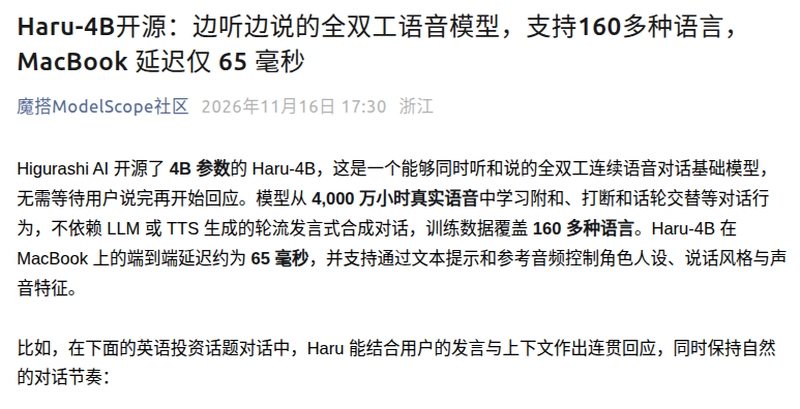 Haru-4B开源：边听边说的全双工语音模型，支持160多种语言，
MacBook 延迟仅 65 毫秒
魔搭ModelScope社区 2026年11月16日 17:30 浙江
Higurashi AI 开源了 4B 参数的 Haru-4B，这是一个能够同时听和说的全双工连续语音对话基础模型，
无需等待用户说完再开始回应。模型从 4,000 万小时真实语音中学习附和、打断和话轮交替等对话行
为，不依赖 LLM 或 TTS 生成的轮流发言式合成对话，训练数据覆盖 160 多种语言。Haru-4B 在
MacBook 上的端到端延迟约为 65 毫秒，并支持通过文本提示和参考音频控制角色人设、说话风格与声
音特征。
比如，在下面的英语投资话题对话中，Haru 能结合用户的发言与上下文作出连贯回应，同时保持自然
的对话节奏：